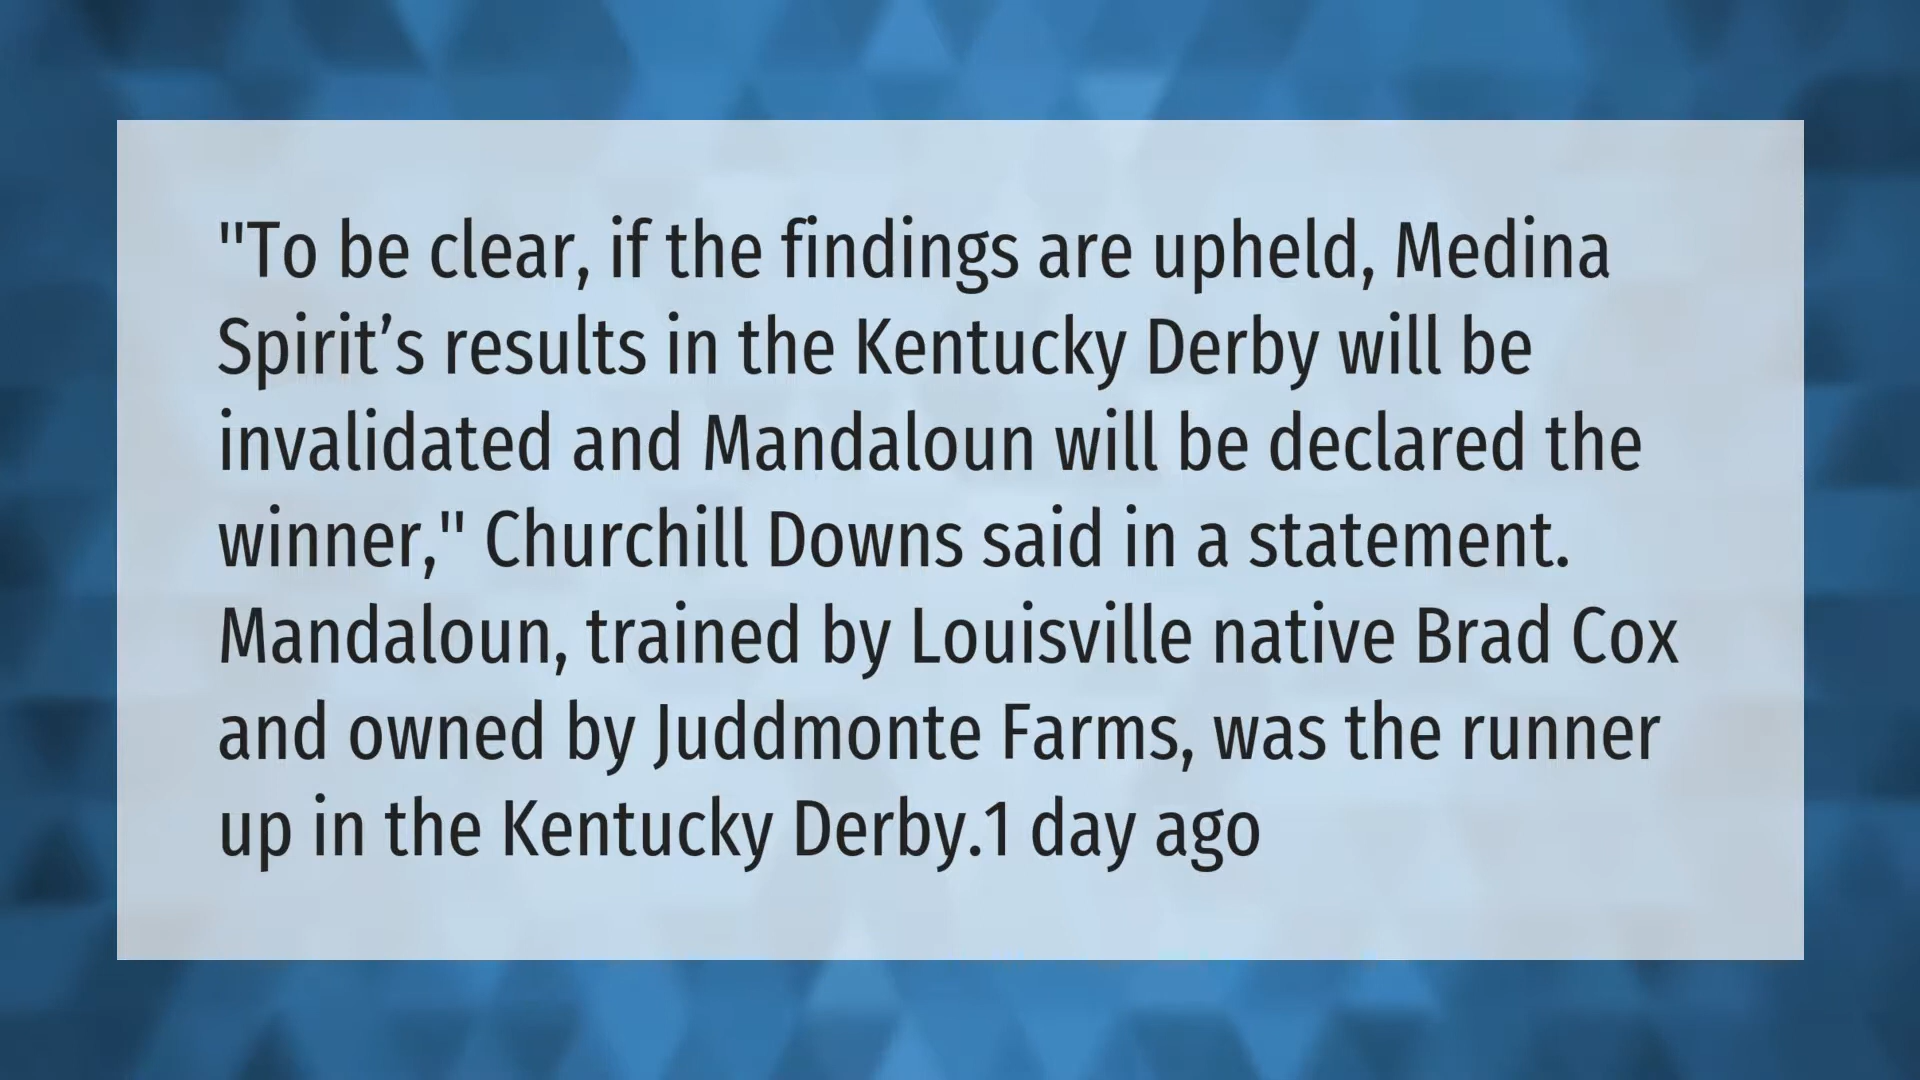 "To be clear, if the findings are upheld, Medina
Spirit’s results in the Kentucky Derby will be
invalidated and Mandaloun will be declared the
winner," Churchill Downs said in a statement.
Mandaloun, trained by Louisville native Brad Cox
and owned by Juddmonte Farms, was the runner
up in the Kentucky Derby.1 day ago